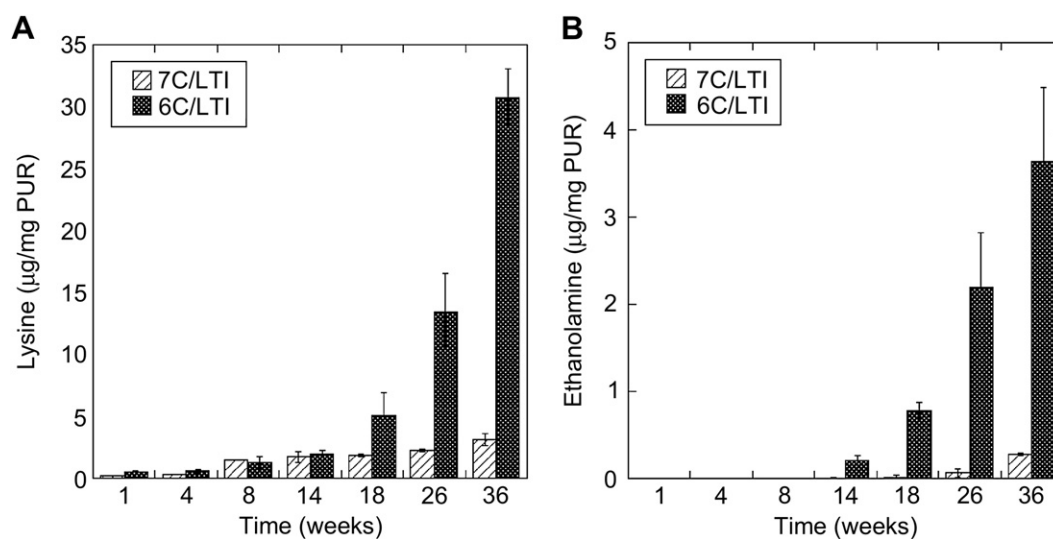 A
35
30
25
20
15
10
5
0
Lysine (µg/mg PUR)
7C/LTI
6C/LTI
1 4 8 14 18 26 36
Time (weeks)
B
5
4
3
2
1
0
Ethanolamine (µg/mg PUR)
7C/LTI
6C/LTI
1 4 8 14 18 26 36
Time (weeks)